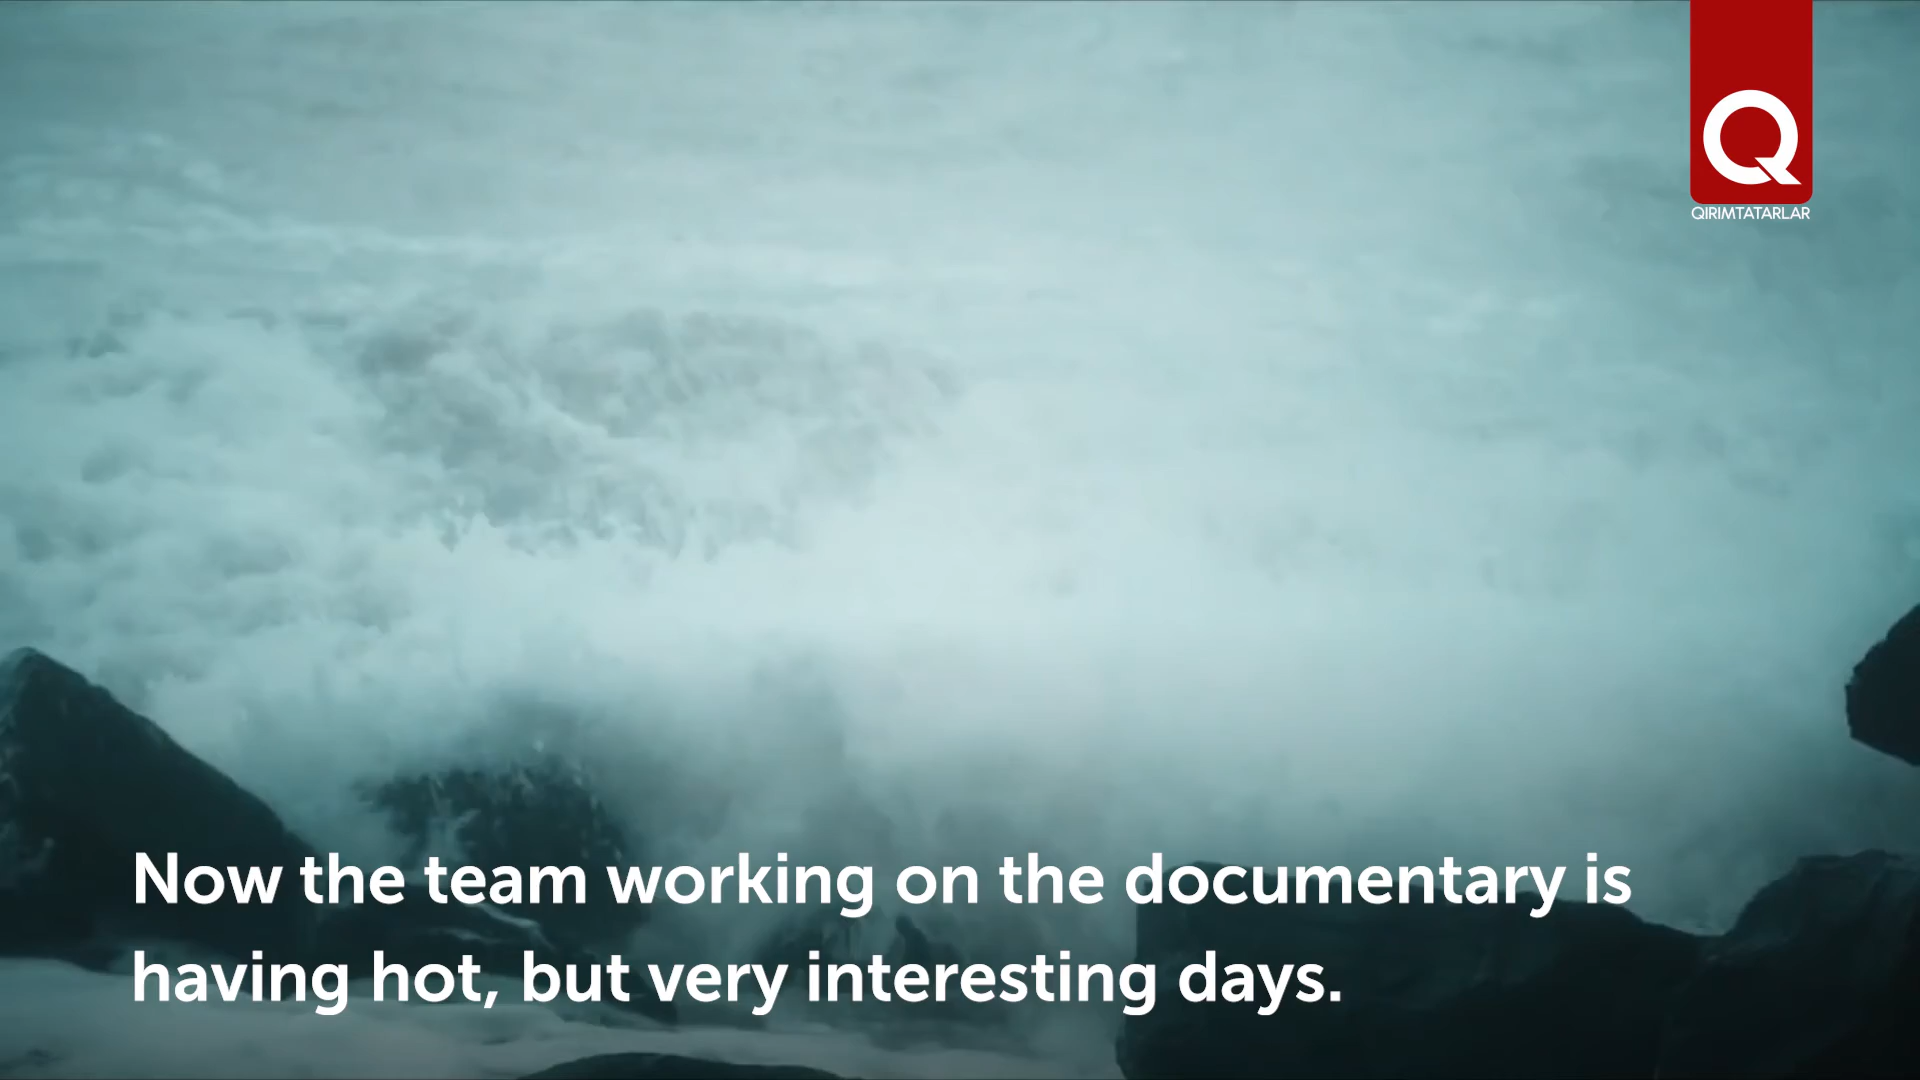 Q
QIRIMTATARLAR
Now the team working on the documentary is
having hot, but very interesting days.